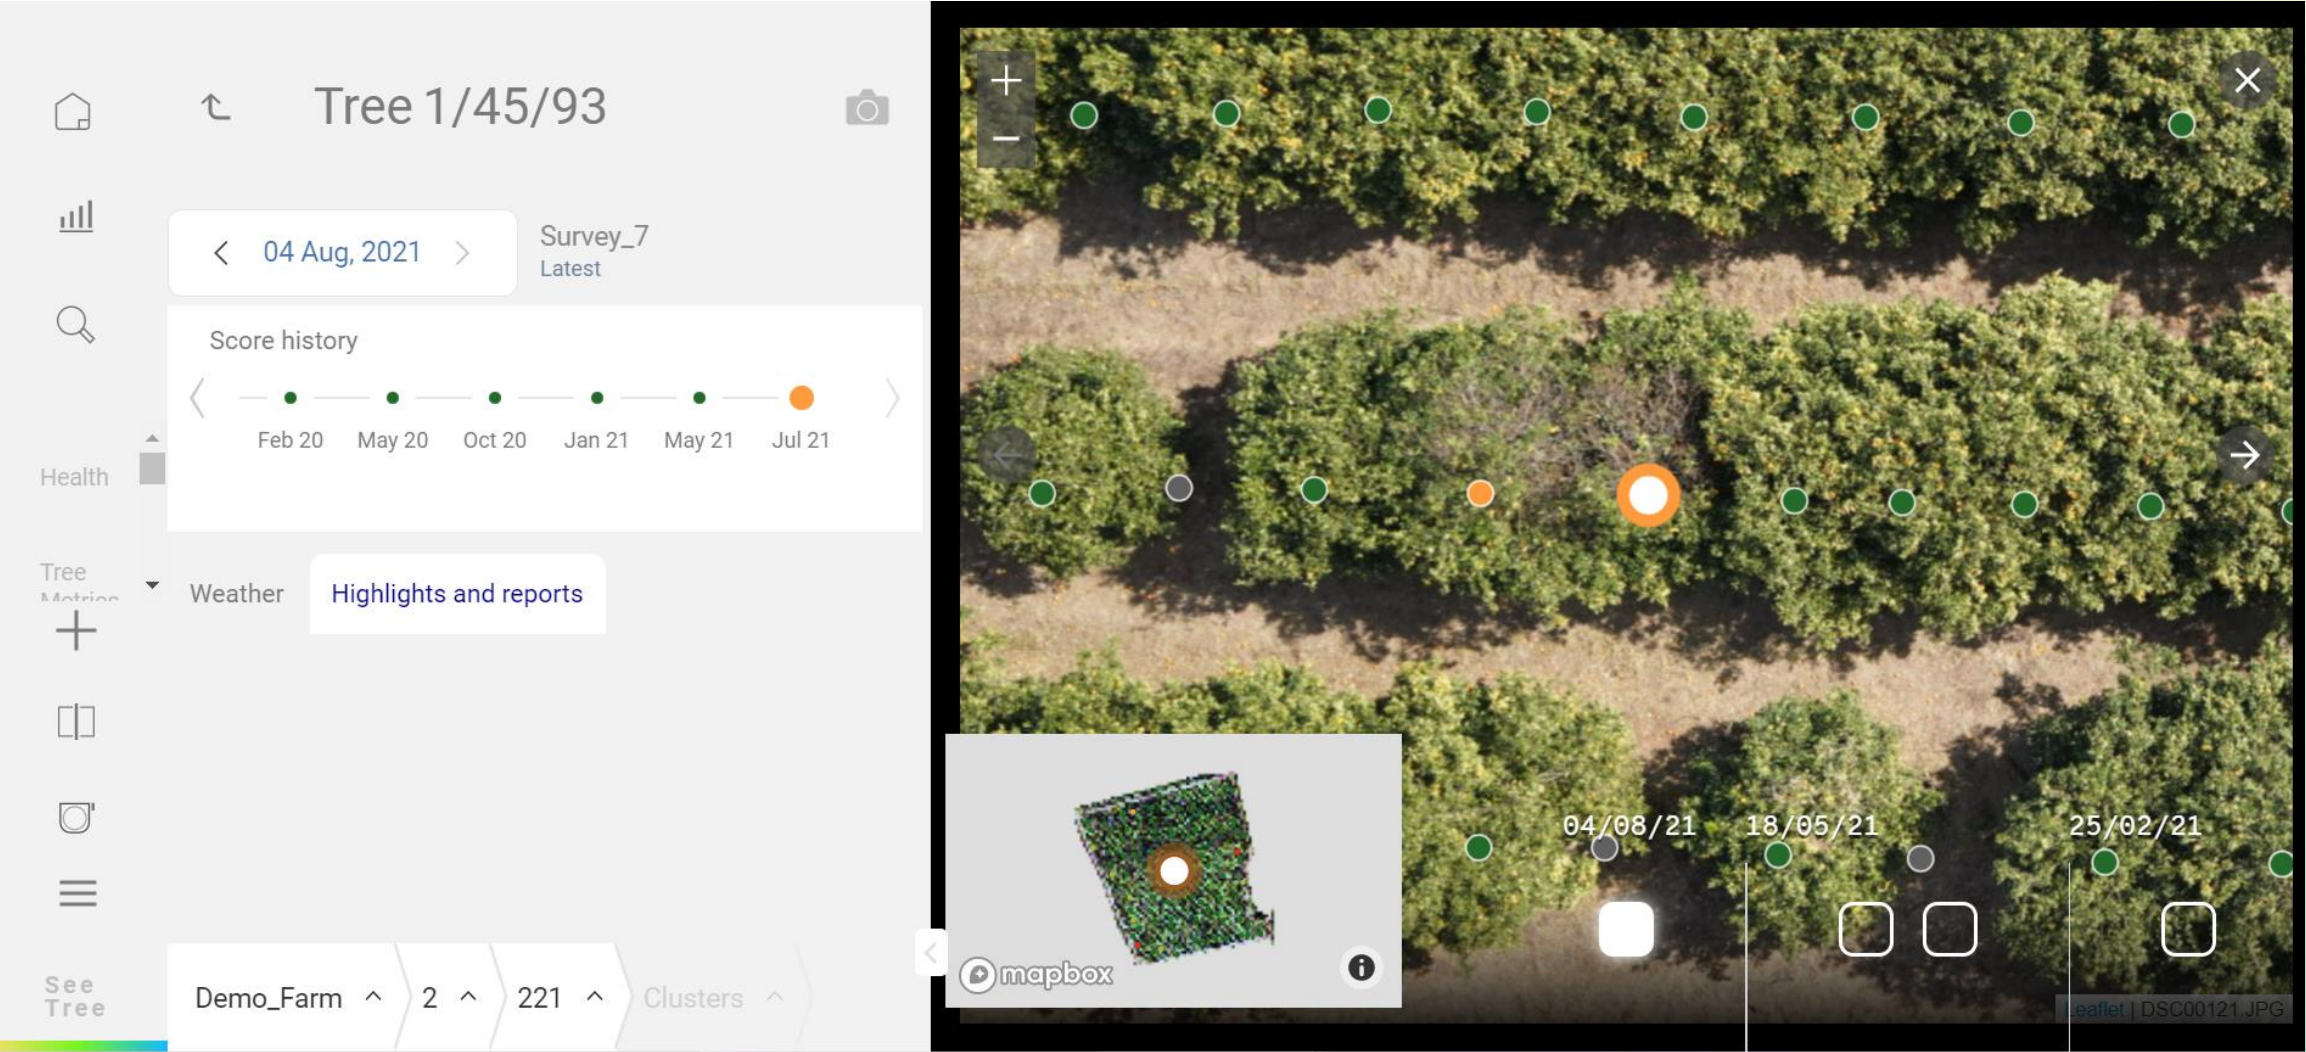 Tree 1/45/93
04 Aug, 2021
Survey_7
Latest
Score history
Feb 20 May 20 Oct 20 Jan 21 May 21 Jul 21
Health
Tree
Metrics
Weather Highlights and reports
See
Tree
Demo_Farm 2 221 Clusters
mapbox
04/08/21 18/05/21 25/02/21
Leaflet | DSC00121.JPG